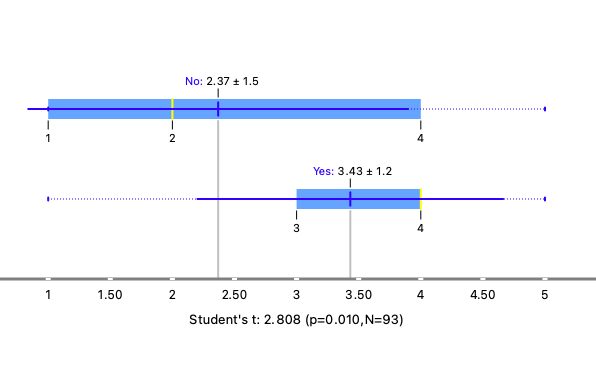 No: 2.37 ± 1.5
1 2 4
Yes: 3.43 ± 1.2
3 4
1 1.50 2 2.50 3 3.50 4 4.50 5
Student's t: 2.808 (p=0.010,N=93)